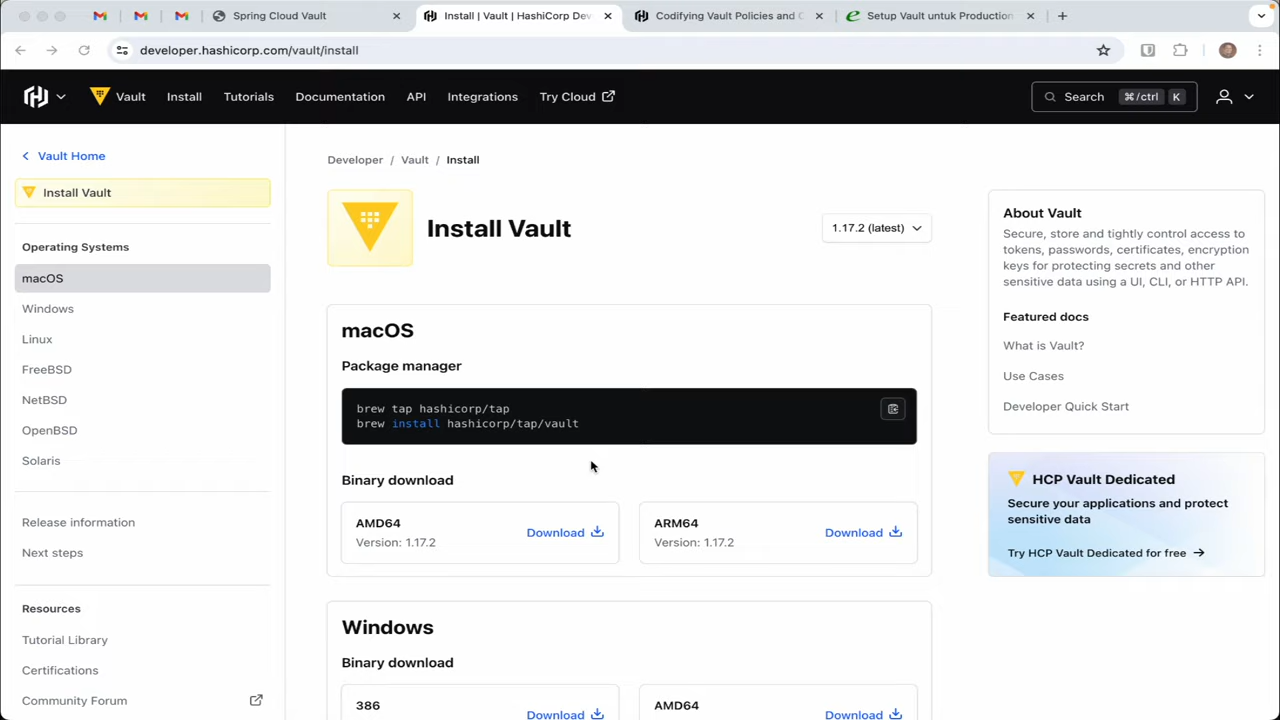 Spring Cloud Vault
Install | Vault | HashiCorp Dev
Codifying Vault Policies and C
Setup Vault untuk Production
developer.hashicorp.com/vault/install
Vault
Install
Tutorials
Documentation
API
Integrations
Try Cloud
Search
⌘/ctrl
K
Vault Home
Install Vault
Operating Systems
macOS
Windows
Linux
FreeBSD
NetBSD
OpenBSD
Solaris
Release information
Next steps
Resources
Tutorial Library
Certifications
Community Forum
Developer / Vault / Install
Install Vault
1.17.2 (latest)
macOS
Package manager
brew tap hashicorp/tap
brew install hashicorp/tap/vault
Binary download
AMD64
Version: 1.17.2
Download
ARM64
Version: 1.17.2
Download
Windows
Binary download
386
Download
AMD64
Download
About Vault
Secure, store and tightly control access to
tokens, passwords, certificates, encryption
keys for protecting secrets and other
sensitive data using a UI, CLI, or HTTP API.
Featured docs
What is Vault?
Use Cases
Developer Quick Start
HCP Vault Dedicated
Secure your applications and protect
sensitive data
Try HCP Vault Dedicated for free